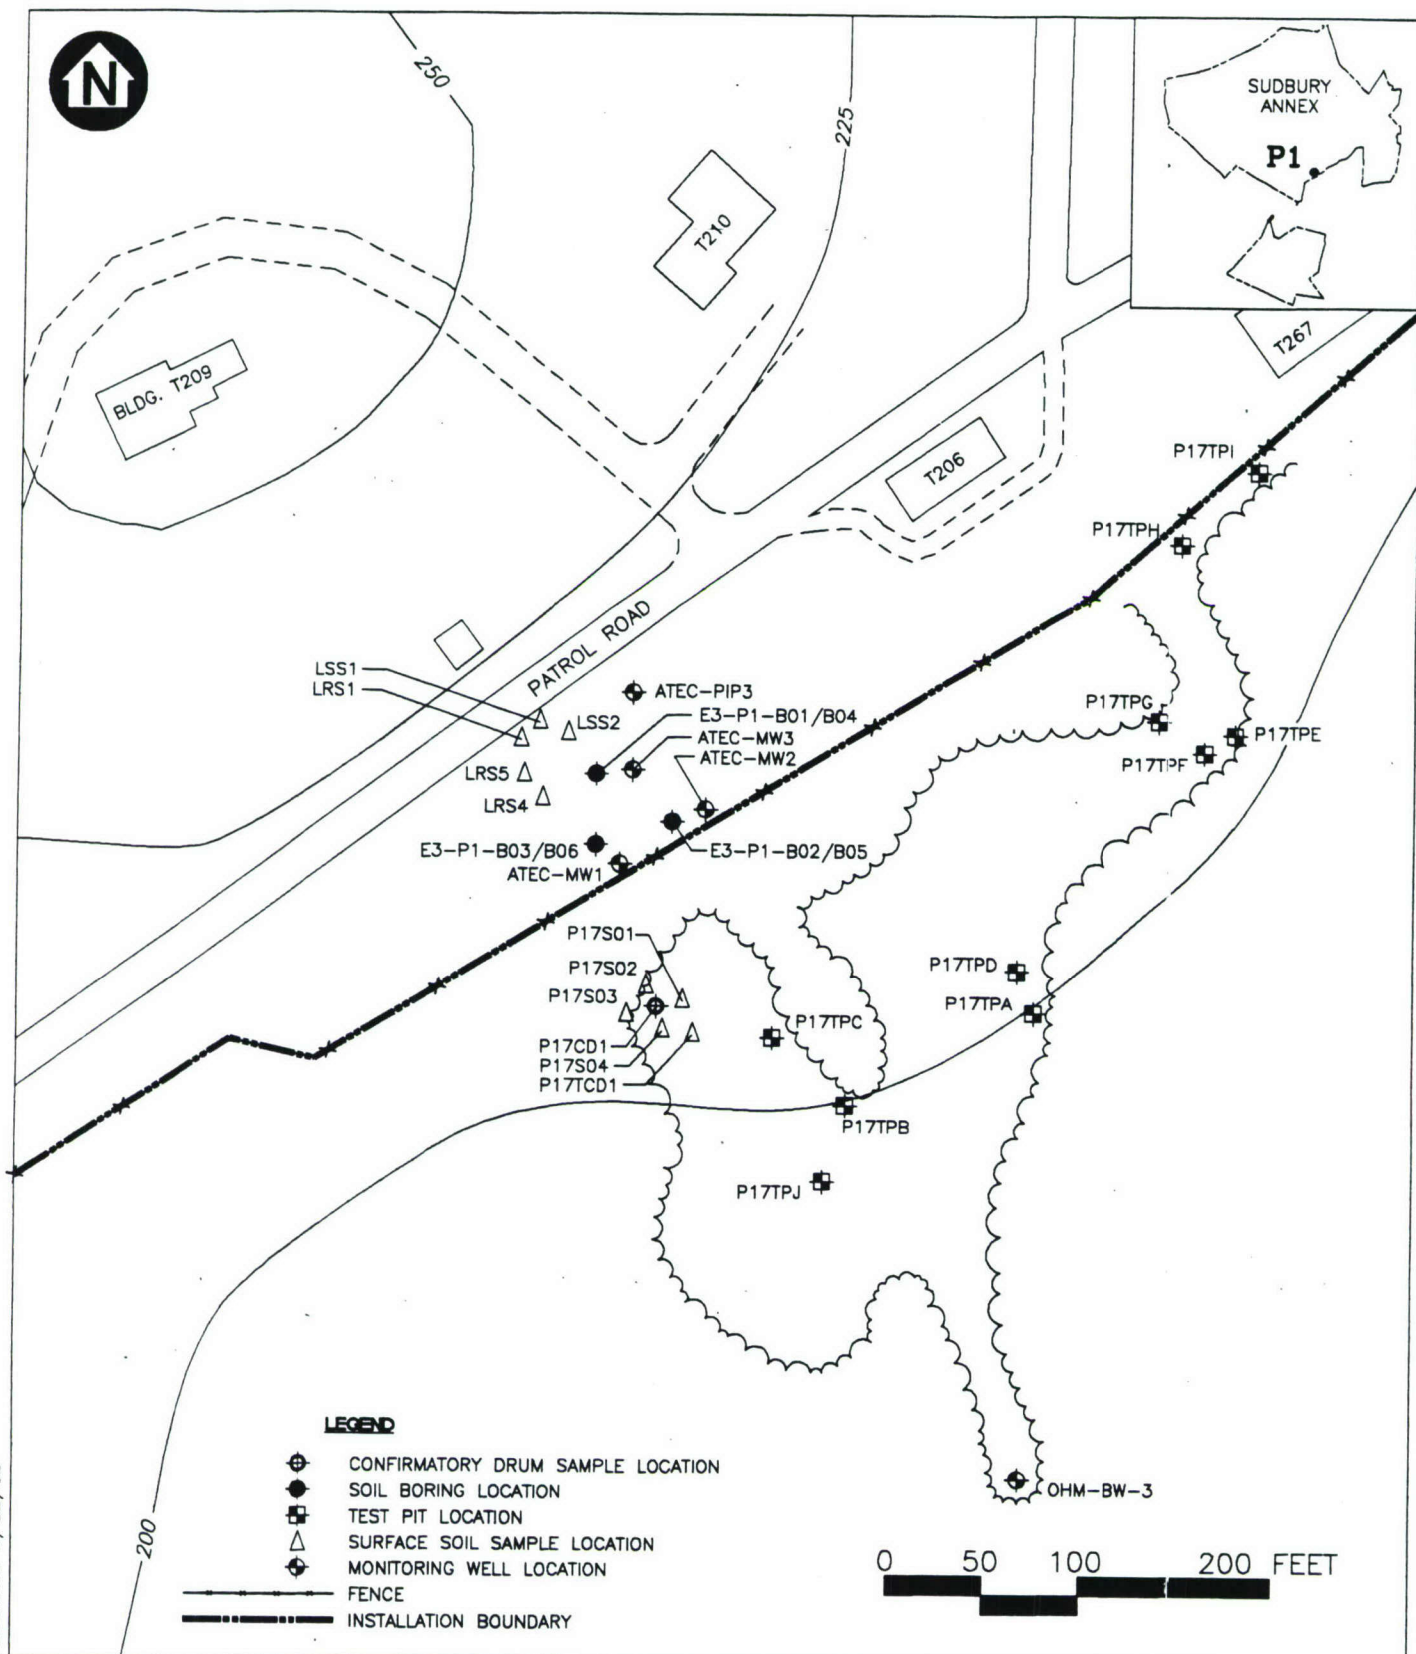 N
250
225
SUDBURY
ANNEX
P1
T210
BLDG. T209
T267
T206
P17TPI
P17TPH
PATROL ROAD
LSS1
LRS1
ATEC-PIP3
LSS2
E3-P1-B01/B04
ATEC-MW3
ATEC-MW2
P17TPG
P17TPE
P17TPF
LRS5
LRS4
E3-P1-B03/B06
E3-P1-B02/B05
ATEC-MW1
P17SO1
P17SO2
P17SO3
P17TPD
P17TPA
P17TPC
P17CD1
P17SO4
P17TCD1
P17TPB
P17TPJ
OHM-BW-3
200
LEGEND
CONFIRMATORY DRUM SAMPLE LOCATION
SOIL BORING LOCATION
TEST PIT LOCATION
SURFACE SOIL SAMPLE LOCATION
MONITORING WELL LOCATION
FENCE
INSTALLATION BOUNDARY
0 50 100 200 FEET